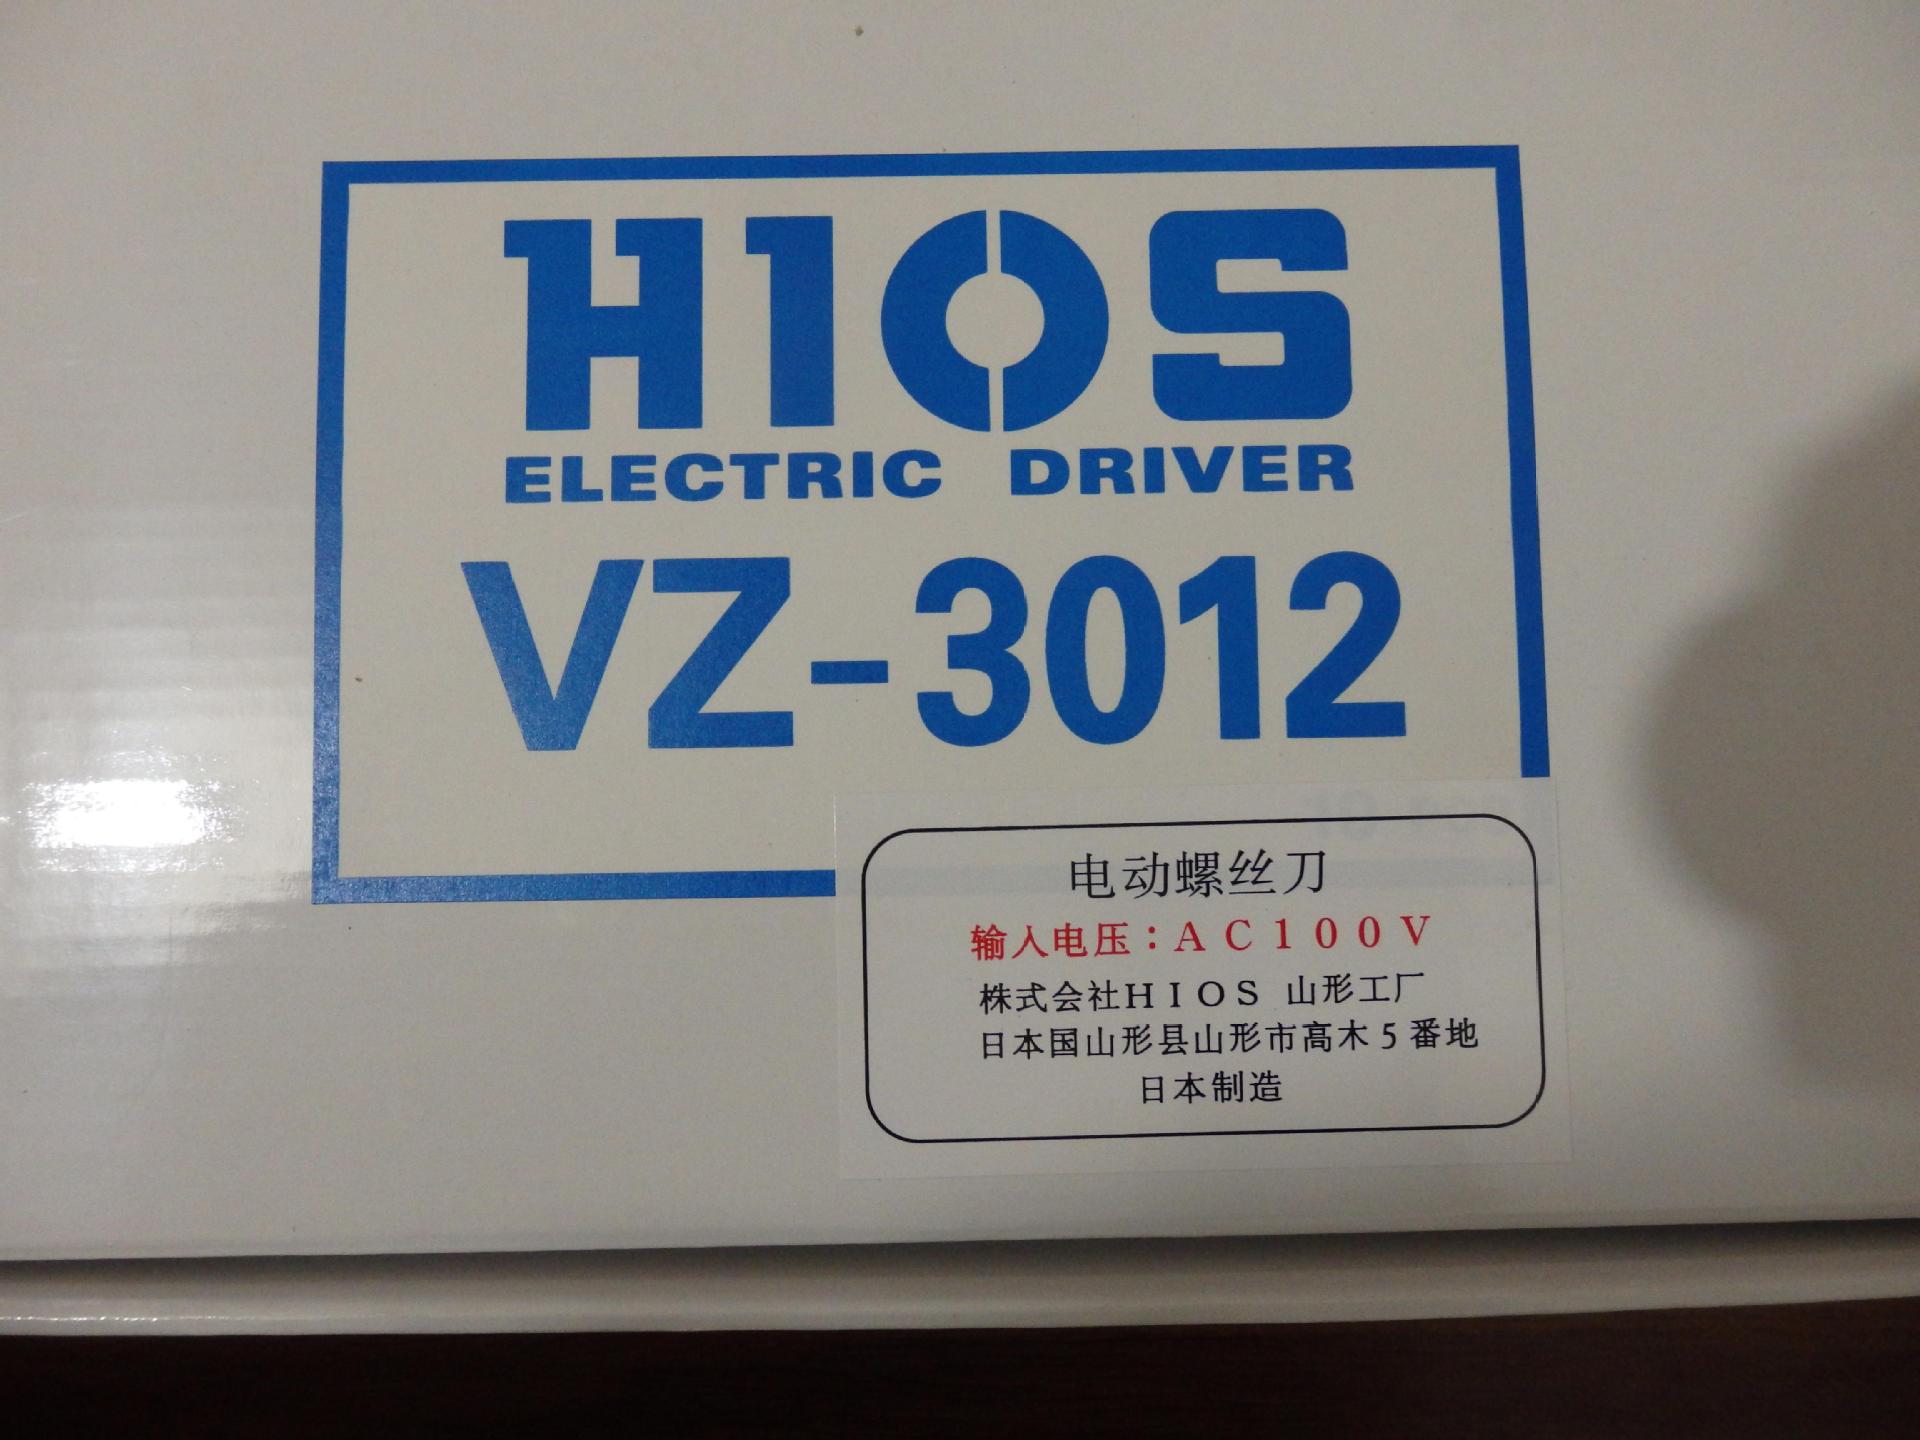 HIOS
ELECTRIC DRIVER
VZ-3012
电动螺丝刀
输入电压：AC100V
株式会社HIOS 山形工厂
日本国山形县山形市高木5番地
日本制造